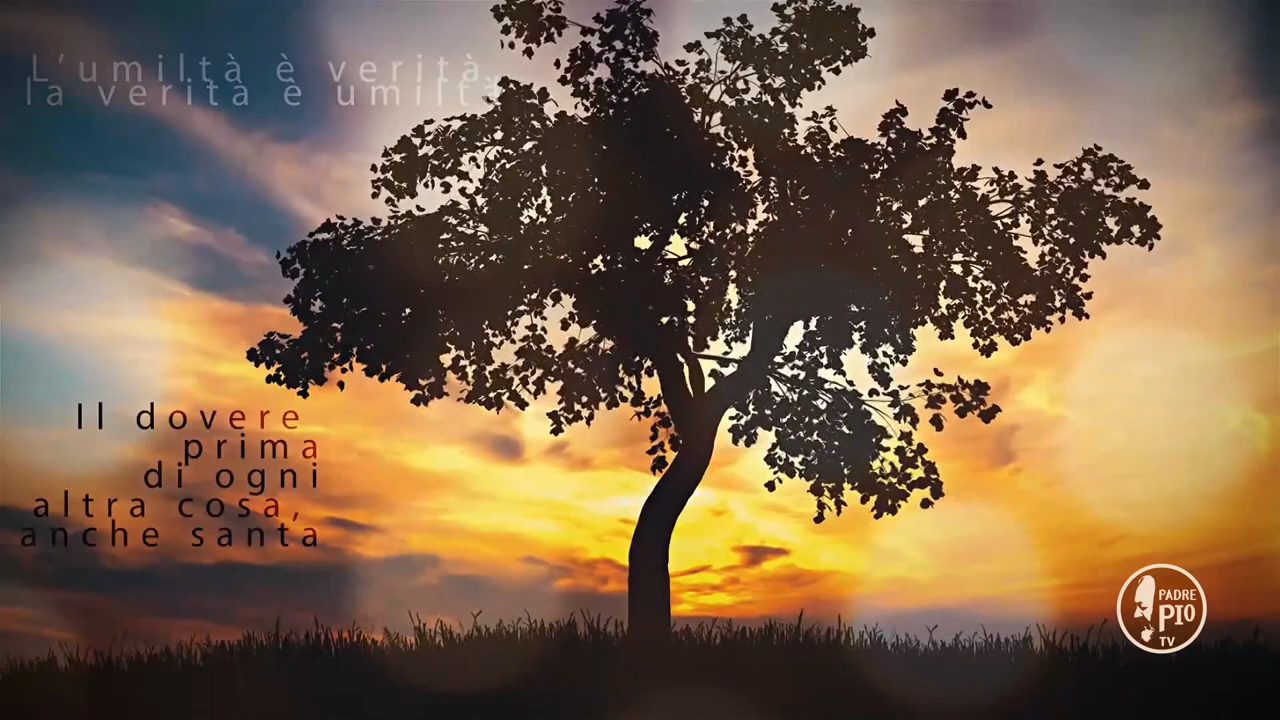 L'umiltà è verità,
la verità è umiltà
Il dovere
prima
di ogni
altra cosa,
anche santa
PADRE
PIO
TV